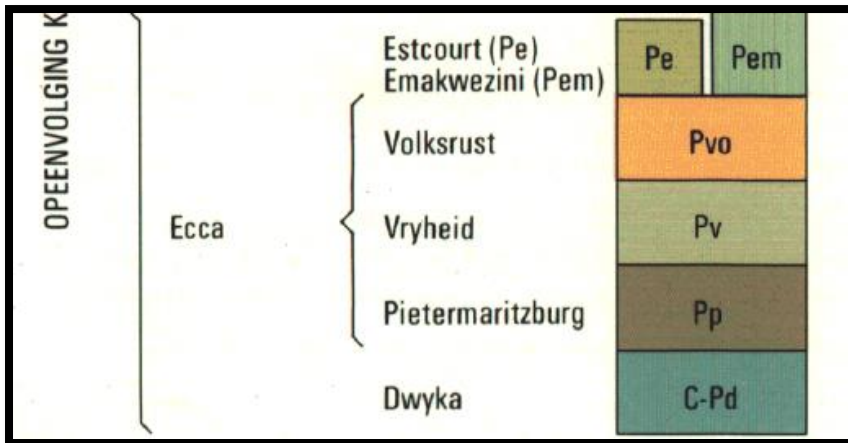 OPEENVOLGING K
Estcourt (Pe)
Emakwezini (Pem)
Pe
Pem
Volksrust
Pvo
Ecca
Vryheid
Pv
Pietermaritzburg
Pp
Dwyka
C-Pd